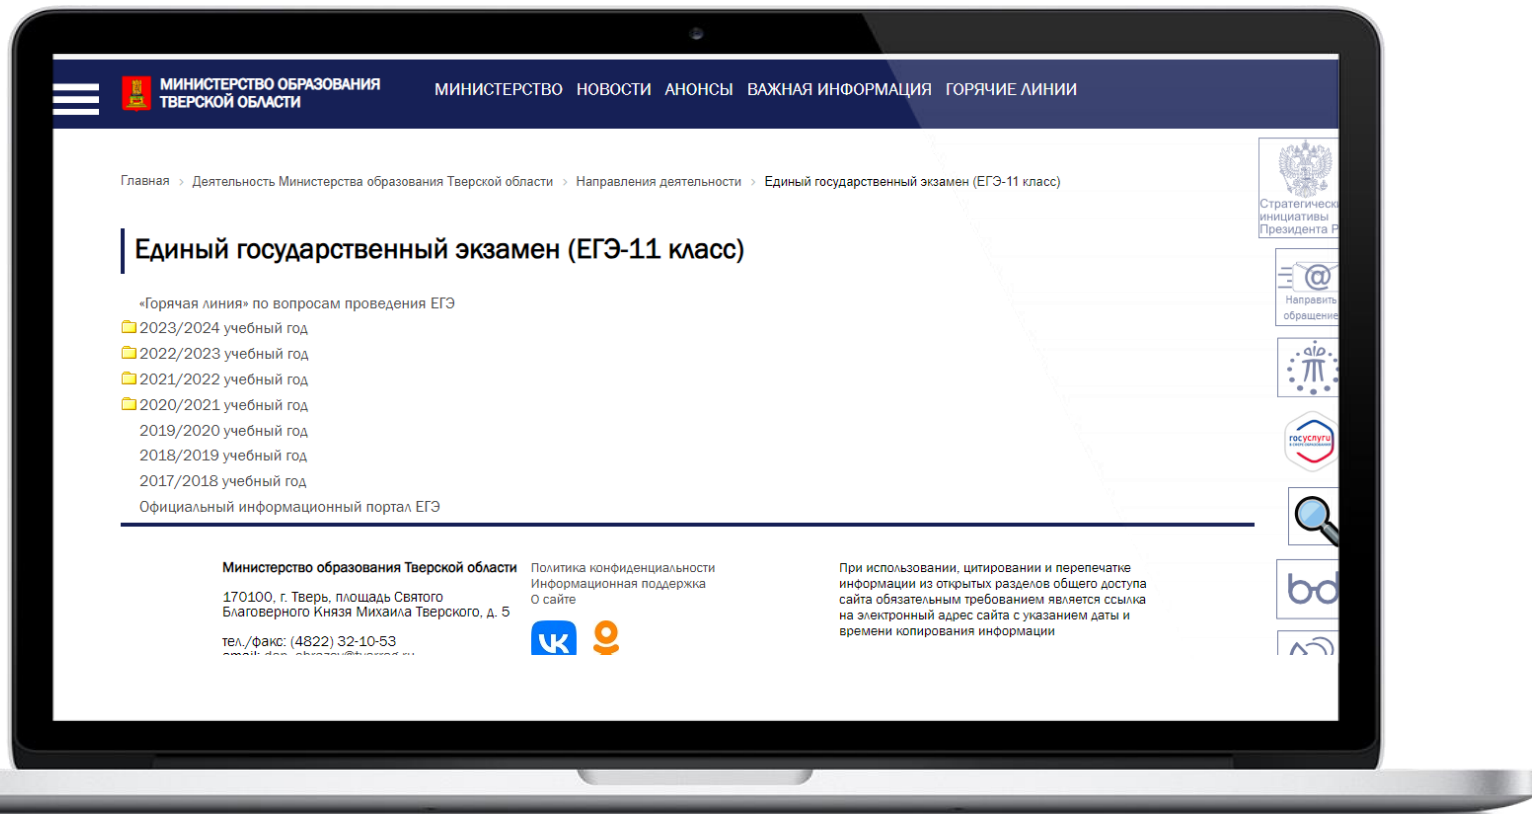 МИНИСТЕРСТВО ОБРАЗОВАНИЯ
ТВЕРСКОЙ ОБЛАСТИ
МИНИСТЕРСТВО НОВОСТИ АНОНСЫ ВАЖНАЯ ИНФОРМАЦИЯ ГОРЯЧИЕ ЛИНИИ
Главная > Деятельность Министерства образования Тверской области > Направления деятельности > Единый государственный экзамен (ЕГЭ-11 класс)
Единый государственный экзамен (ЕГЭ-11 класс)
«Горячая линия» по вопросам проведения ЕГЭ
2023/2024 учебный год
2022/2023 учебный год
2021/2022 учебный год
2020/2021 учебный год
2019/2020 учебный год
2018/2019 учебный год
2017/2018 учебный год
Официальный информационный портал ЕГЭ
Стратегически
инициативы
Президента Р
@
Направить
обращение
госуслуги
Министерство образования Тверской области
170100, г. Тверь, площадь Святого
Благоверного Князя Михаила Тверского, д. 5
тел./факс: (4822) 32-10-53
Политика конфиденциальности
Информационная поддержка
О сайте
При использовании, цитировании и перепечатке
информации из открытых разделов общего доступа
сайта обязательным требованием является ссылка
на электронный адрес сайта с указанием даты и
времени копирования информации